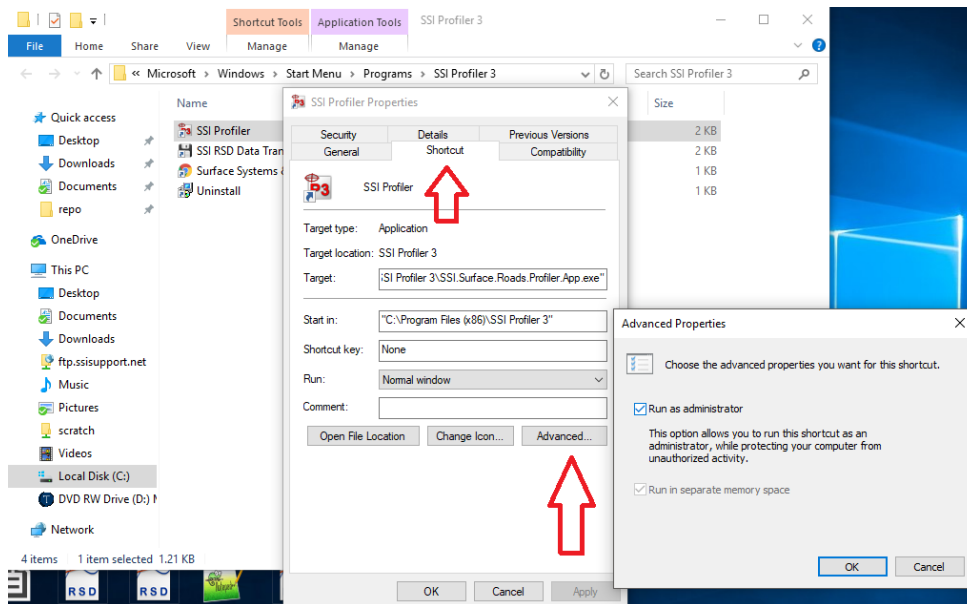 Shortcut Tools
Application Tools
SSI Profiler 3
File
Home
Share
View
Manage
Manage
« Microsoft > Windows > Start Menu > Programs > SSI Profiler 3
Search SSI Profiler 3
Quick access
Desktop
Downloads
Documents
repo
OneDrive
This PC
Desktop
Documents
Downloads
ftp.ssisupport.net
Music
Pictures
scratch
Videos
Local Disk (C:)
DVD RW Drive (D:)
Network
4 items
1 item selected 1.21 KB
Name
Size
SSI Profiler
2 KB
SSI RSD Data Tran
2 KB
Surface Systems
1 KB
Uninstall
1 KB
SSI Profiler Properties
Security
Details
Previous Versions
General
Shortcut
Compatibility
P3
SSI Profiler
Target type:
Application
Target location:
SSI Profiler 3
Target:
SI Profiler 3\SSI.Surface.Roads.Profiler.App.exe"
Start in:
"C:\Program Files (x86)\SSI Profiler 3"
Shortcut key:
None
Run:
Normal window
Comment:
Open File Location
Change Icon...
Advanced...
OK
Cancel
Apply
Advanced Properties
Choose the advanced properties you want for this shortcut.
Run as administrator
This option allows you to run this shortcut as an
administrator, while protecting your computer from
unauthorized activity.
Run in separate memory space
OK
Cancel
RSD
RSD